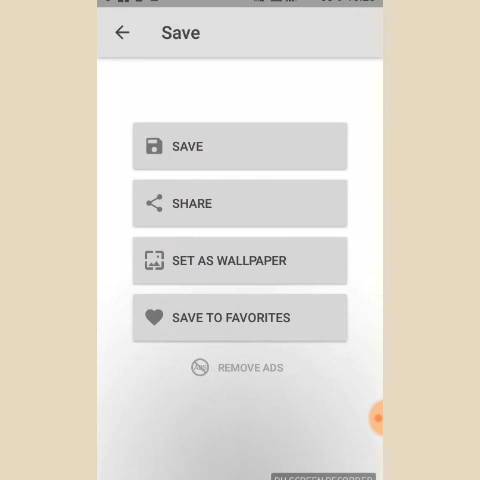 Save
SAVE
SHARE
SET AS WALLPAPER
SAVE TO FAVORITES
REMOVE ADS